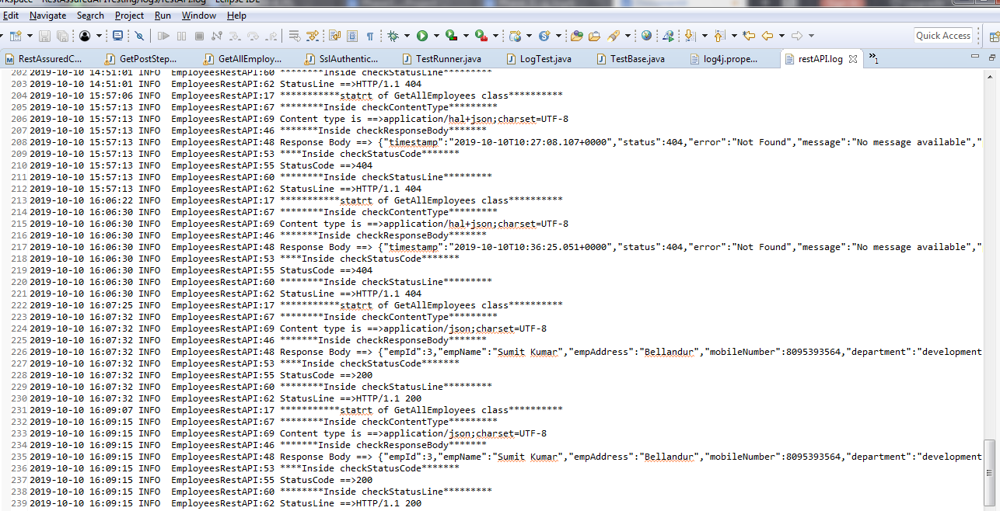 orkspace - RestAssuredAPITesting/logs/restAPI.log - Eclipse IDE
Edit Navigate Search Project Run Window Help
Quick Access
RestAssuredC... GetPostStep... GetAllEmploy... SslAuthentic... TestRunner.java LogTest.java TestBase.java log4j.prope... restAPI.log 1
202 2019-10-10 14:51:01 INFO EmployeesRestAPI:60 ********Inside checkStatusLine*********
203 2019-10-10 14:51:01 INFO EmployeesRestAPI:62 StatusLine ==>HTTP/1.1 404
204 2019-10-10 15:57:06 INFO EmployeesRestAPI:17 ***********statrt of GetAllEmployees class**********
205 2019-10-10 15:57:13 INFO EmployeesRestAPI:67 ********Inside checkContentType*********
206 2019-10-10 15:57:13 INFO EmployeesRestAPI:69 Content type is ==>application/hal+json;charset=UTF-8
207 2019-10-10 15:57:13 INFO EmployeesRestAPI:46 *******Inside checkResponseBody*******
208 2019-10-10 15:57:13 INFO EmployeesRestAPI:48 Response Body ==> {"timestamp":"2019-10-10T10:27:08.107+0000","status":404,"error":"Not Found","message":"No message available","
209 2019-10-10 15:57:13 INFO EmployeesRestAPI:53 ****Inside checkStatusCode*******
210 2019-10-10 15:57:13 INFO EmployeesRestAPI:55 StatusCode ==>404
211 2019-10-10 15:57:13 INFO EmployeesRestAPI:60 ********Inside checkStatusLine*********
212 2019-10-10 15:57:13 INFO EmployeesRestAPI:62 StatusLine ==>HTTP/1.1 404
213 2019-10-10 16:06:22 INFO EmployeesRestAPI:17 ***********statrt of GetAllEmployees class**********
214 2019-10-10 16:06:30 INFO EmployeesRestAPI:67 ********Inside checkContentType*********
215 2019-10-10 16:06:30 INFO EmployeesRestAPI:69 Content type is ==>application/hal+json;charset=UTF-8
216 2019-10-10 16:06:30 INFO EmployeesRestAPI:46 *******Inside checkResponseBody*******
217 2019-10-10 16:06:30 INFO EmployeesRestAPI:48 Response Body ==> {"timestamp":"2019-10-10T10:36:25.051+0000","status":404,"error":"Not Found","message":"No message available","
218 2019-10-10 16:06:30 INFO EmployeesRestAPI:53 ****Inside checkStatusCode*******
219 2019-10-10 16:06:30 INFO EmployeesRestAPI:55 StatusCode ==>404
220 2019-10-10 16:06:30 INFO EmployeesRestAPI:60 ********Inside checkStatusLine*********
221 2019-10-10 16:06:30 INFO EmployeesRestAPI:62 StatusLine ==>HTTP/1.1 404
222 2019-10-10 16:07:25 INFO EmployeesRestAPI:17 ***********statrt of GetAllEmployees class**********
223 2019-10-10 16:07:32 INFO EmployeesRestAPI:67 ********Inside checkContentType*********
224 2019-10-10 16:07:32 INFO EmployeesRestAPI:69 Content type is ==>application/json;charset=UTF-8
225 2019-10-10 16:07:32 INFO EmployeesRestAPI:46 *******Inside checkResponseBody*******
226 2019-10-10 16:07:32 INFO EmployeesRestAPI:48 Response Body ==> {"empId":3,"empName":"Sumit Kumar","empAddress":"Bellandur","mobileNumber":8095393564,"department":"development
227 2019-10-10 16:07:32 INFO EmployeesRestAPI:53 ****Inside checkStatusCode*******
228 2019-10-10 16:07:32 INFO EmployeesRestAPI:55 StatusCode ==>200
229 2019-10-10 16:07:32 INFO EmployeesRestAPI:60 ********Inside checkStatusLine*********
230 2019-10-10 16:07:32 INFO EmployeesRestAPI:62 StatusLine ==>HTTP/1.1 200
231 2019-10-10 16:09:07 INFO EmployeesRestAPI:17 ***********statrt of GetAllEmployees class**********
232 2019-10-10 16:09:15 INFO EmployeesRestAPI:67 ********Inside checkContentType*********
233 2019-10-10 16:09:15 INFO EmployeesRestAPI:69 Content type is ==>application/json;charset=UTF-8
234 2019-10-10 16:09:15 INFO EmployeesRestAPI:46 *******Inside checkResponseBody*******
235 2019-10-10 16:09:15 INFO EmployeesRestAPI:48 Response Body ==> {"empId":3,"empName":"Sumit Kumar","empAddress":"Bellandur","mobileNumber":8095393564,"department":"development
236 2019-10-10 16:09:15 INFO EmployeesRestAPI:53 ****Inside checkStatusCode*******
237 2019-10-10 16:09:15 INFO EmployeesRestAPI:55 StatusCode ==>200
238 2019-10-10 16:09:15 INFO EmployeesRestAPI:60 ********Inside checkStatusLine*********
239 2019-10-10 16:09:15 INFO EmployeesRestAPI:62 StatusLine ==>HTTP/1.1 200